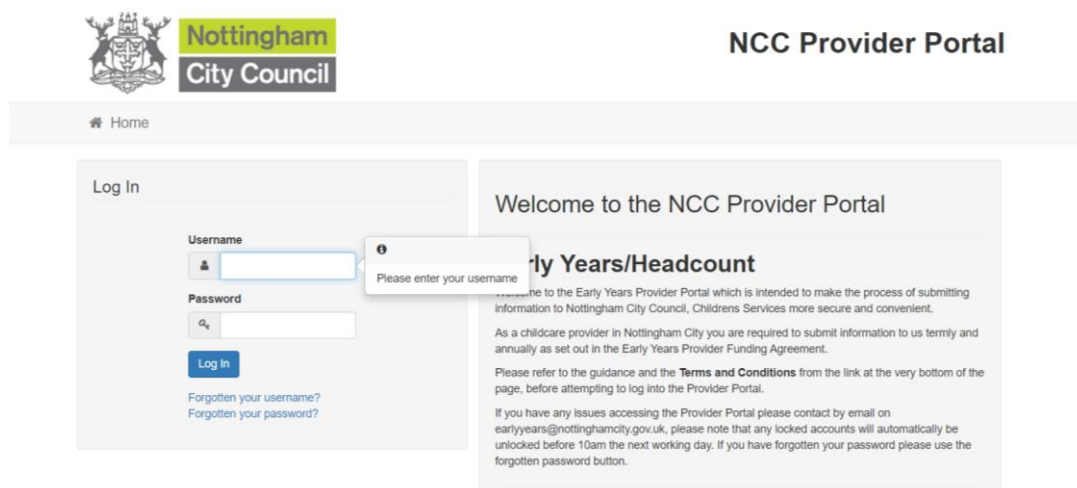 Nottingham
City Council
NCC Provider Portal
Home
Log In
Username
Please enter your username
Password
Log In
Forgotten your username?
Forgotten your password?
Welcome to the NCC Provider Portal
rly Years/Headcount
to the Early Years Provider Portal which is intended to make the process of submitting
information to Nottingham City Council, Childrens Services more secure and convenient.
As a childcare provider in Nottingham City you are required to submit information to us termly and
annually as set out in the Early Years Provider Funding Agreement.
Please refer to the guidance and the Terms and Conditions from the link at the very bottom of the
page, before attempting to log into the Provider Portal.
If you have any issues accessing the Provider Portal please contact by email on
earlyyears@nottinghamcity.gov.uk, please note that any locked accounts will automatically be
unlocked before 10am the next working day. If you have forgotten your password please use the
forgotten password button.